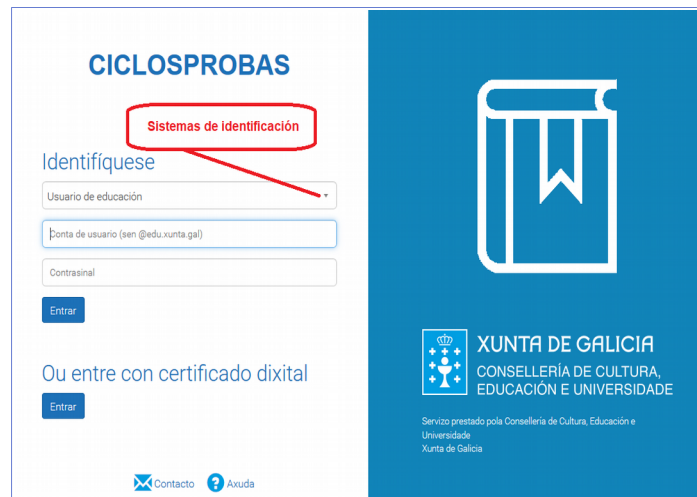 CICLOSPROBAS
Sistemas de identificación
Identifíquese
Usuario de educación
Conta de usuario (sen @edu.xunta.gal)
Contrasinal
Entrar
Ou entre con certificado dixital
Entrar
Contacto
? Axuda
XUNTA DE GALICIA
CONSELLERÍA DE CULTURA,
EDUCACIÓN E UNIVERSIDADE
Servizo prestado pola Consellería de Cultura, Educación e
Universidade
Xunta de Galicia